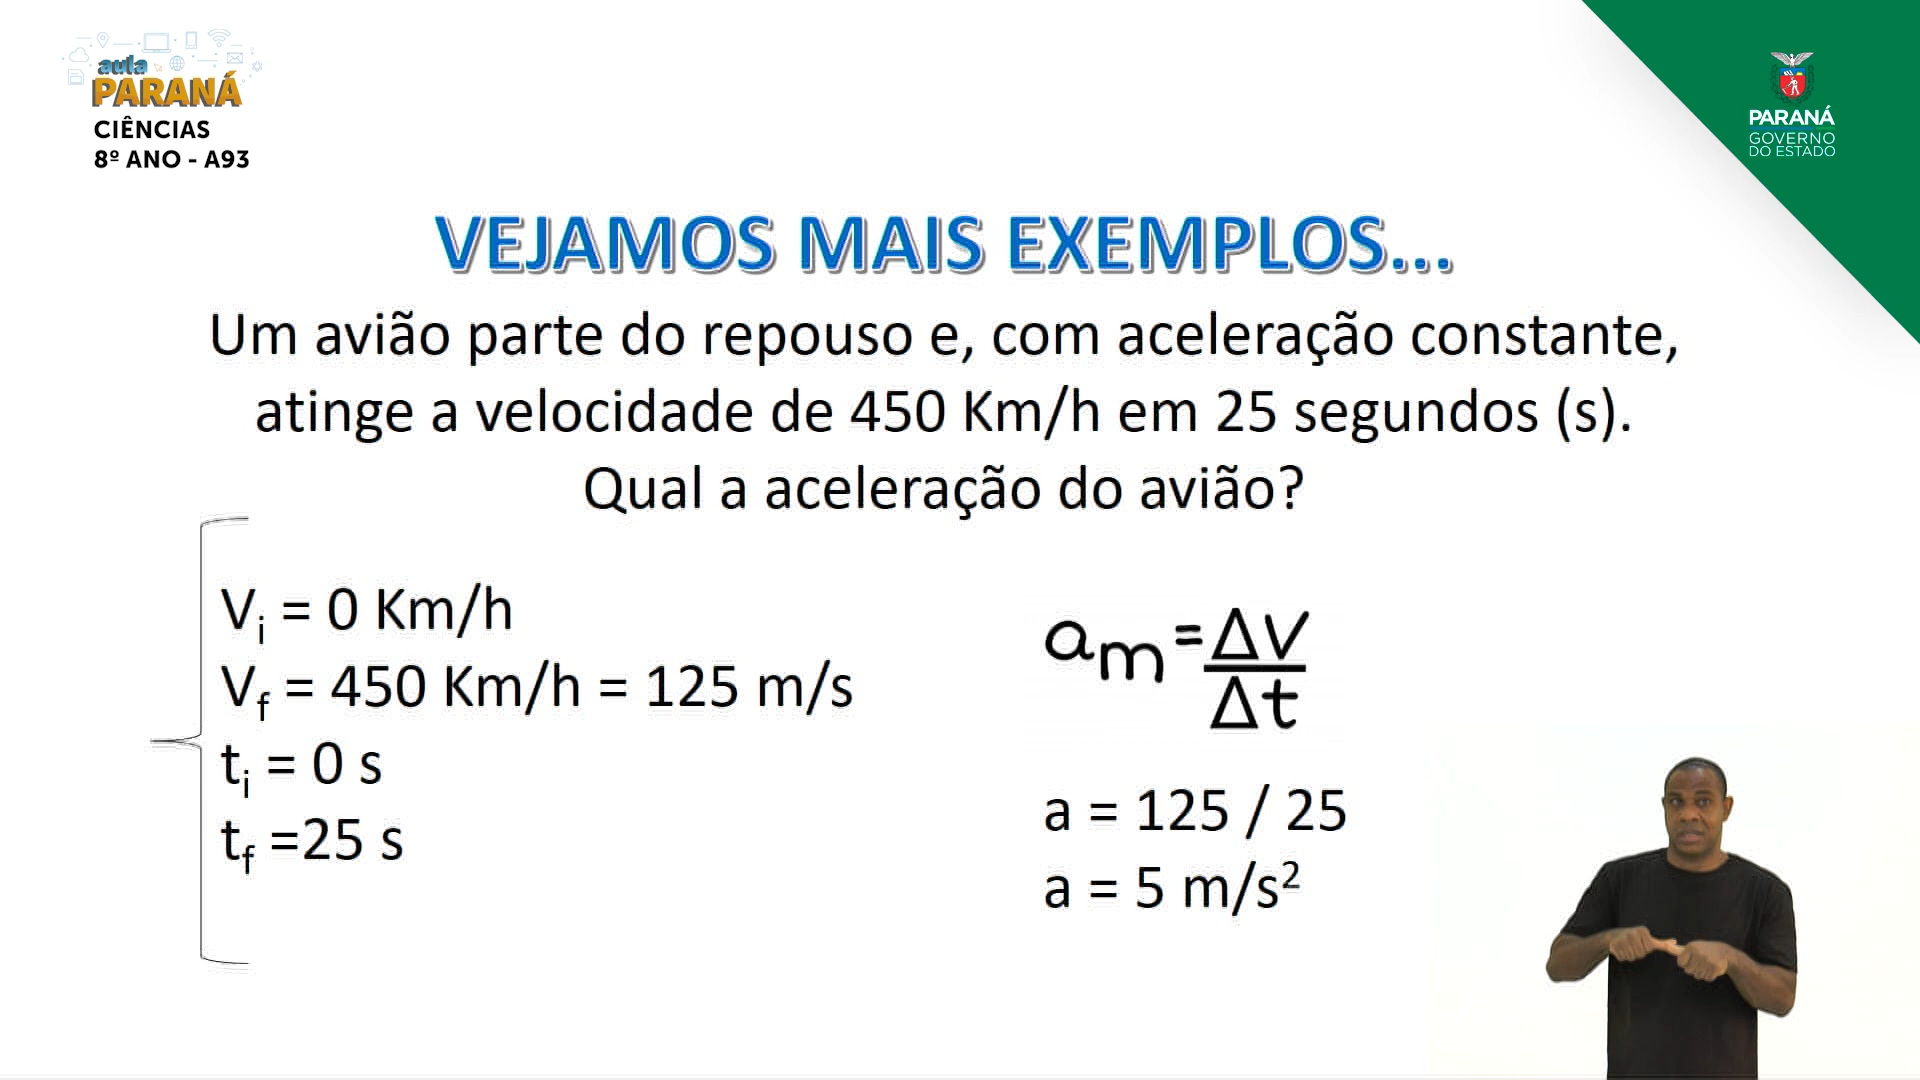 aula
PARANÁ
CIÊNCIAS
8º ANO - A93
PARANÁ
GOVERNO
DO ESTADO
VEJAMOS MAIS EXEMPLOS...
Um avião parte do repouso e, com aceleração constante,
atinge a velocidade de 450 Km/h em 25 segundos (s).
Qual a aceleração do avião?
Vi = 0 Km/h
Vf = 450 Km/h = 125 m/s
ti = 0 s
tf =25 s
am = ΔV
Δt
a = 125 / 25
a = 5 m/s²